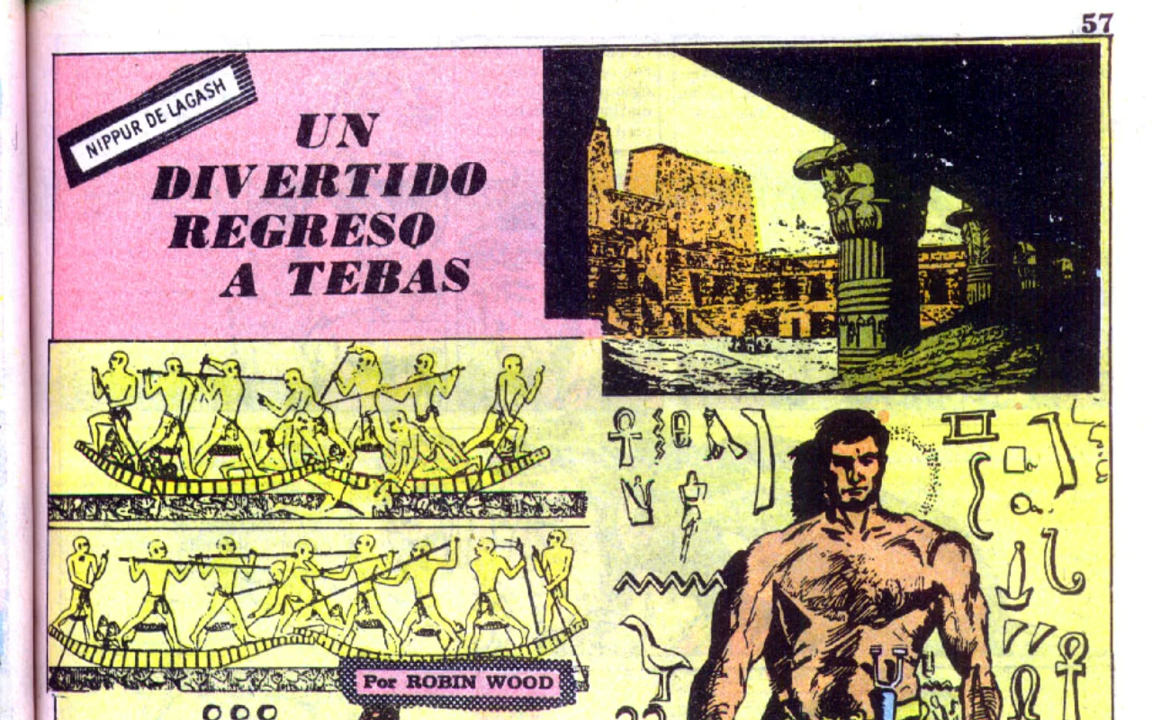 57
NIPPUR DE LAGASH
UN
DIVERTIDO
REGRESO
A TEBAS
Por ROBIN WOOD